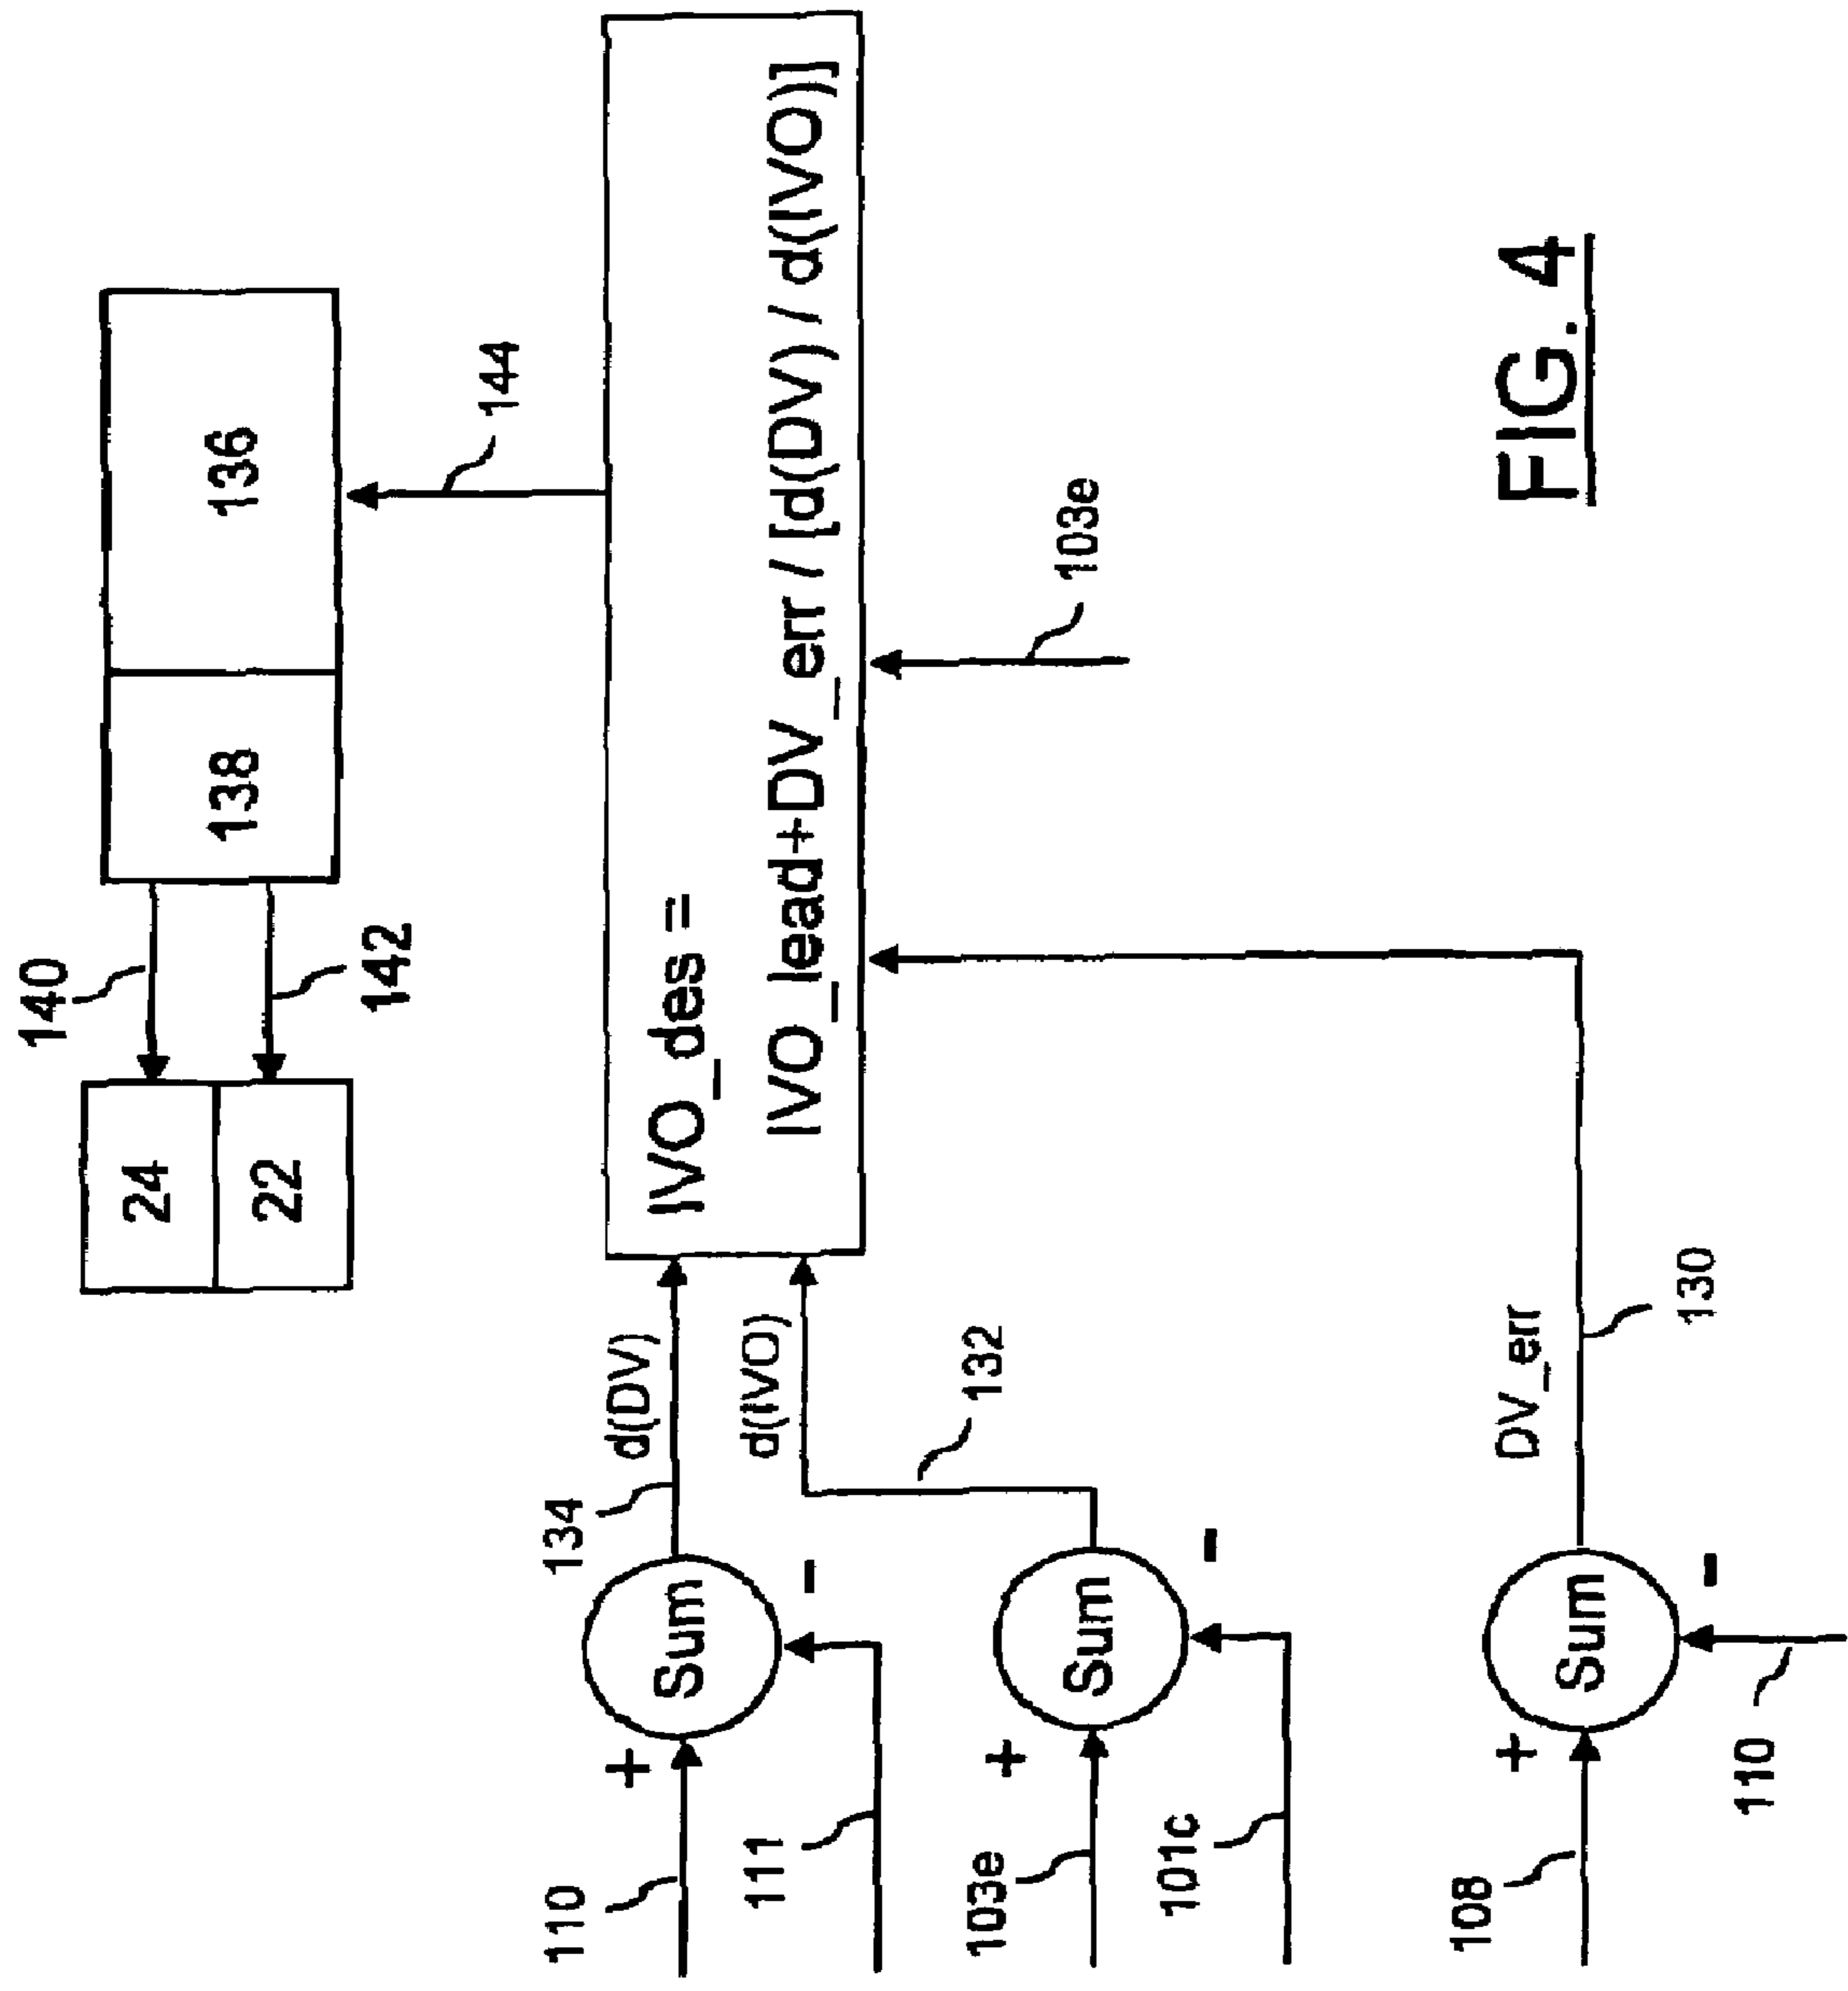 140
24
138
136
22
142
144
110
134
+
d(DV)
Sum
IVO_des =
111
-
d(IVO)
IVO_lead+DV_err / [d(DV) / d(IVO)]
103e
132
+
103e
Sum
101c
-
108
+
DV_err
FIG. 4
Sum
130
-
110